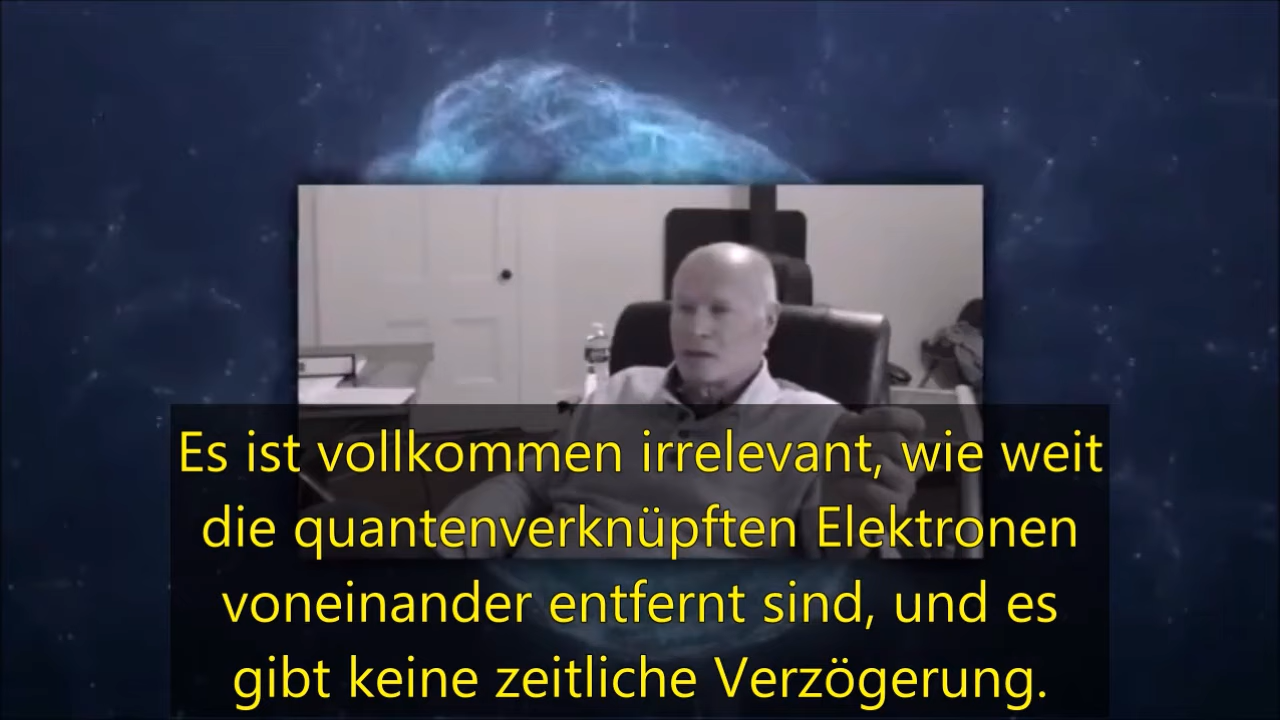 Es ist vollkommen irrelevant, wie weit
die quantenverknüpften Elektronen
voneinander entfernt sind, und es
gibt keine zeitliche Verzögerung.